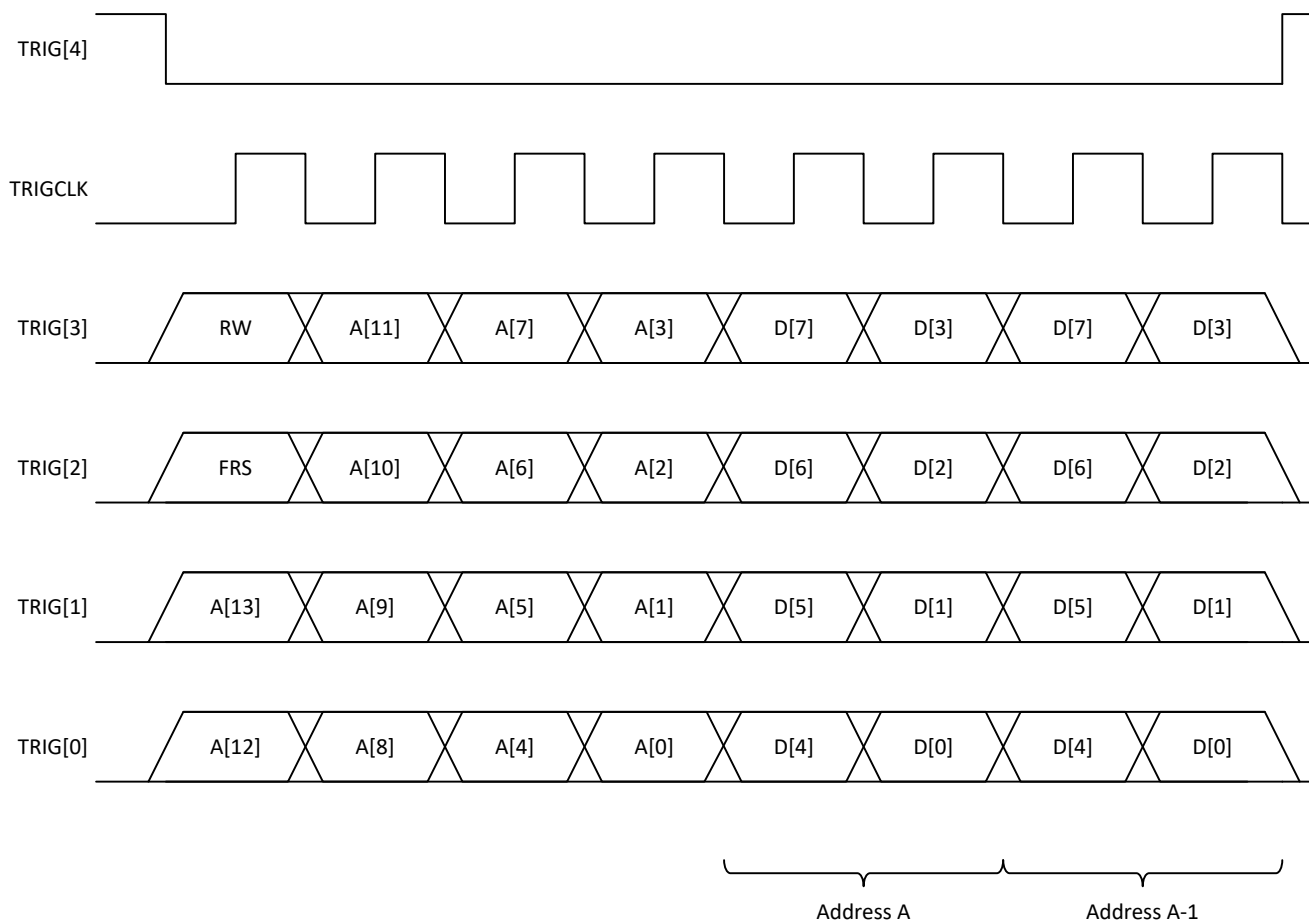 TRIG[4]
TRIGCLK
TRIG[3] RW A[11] A[7] A[3] D[7] D[3] D[7] D[3]
TRIG[2] FRS A[10] A[6] A[2] D[6] D[2] D[6] D[2]
TRIG[1] A[13] A[9] A[5] A[1] D[5] D[1] D[5] D[1]
TRIG[0] A[12] A[8] A[4] A[0] D[4] D[0] D[4] D[0]
Address A Address A-1